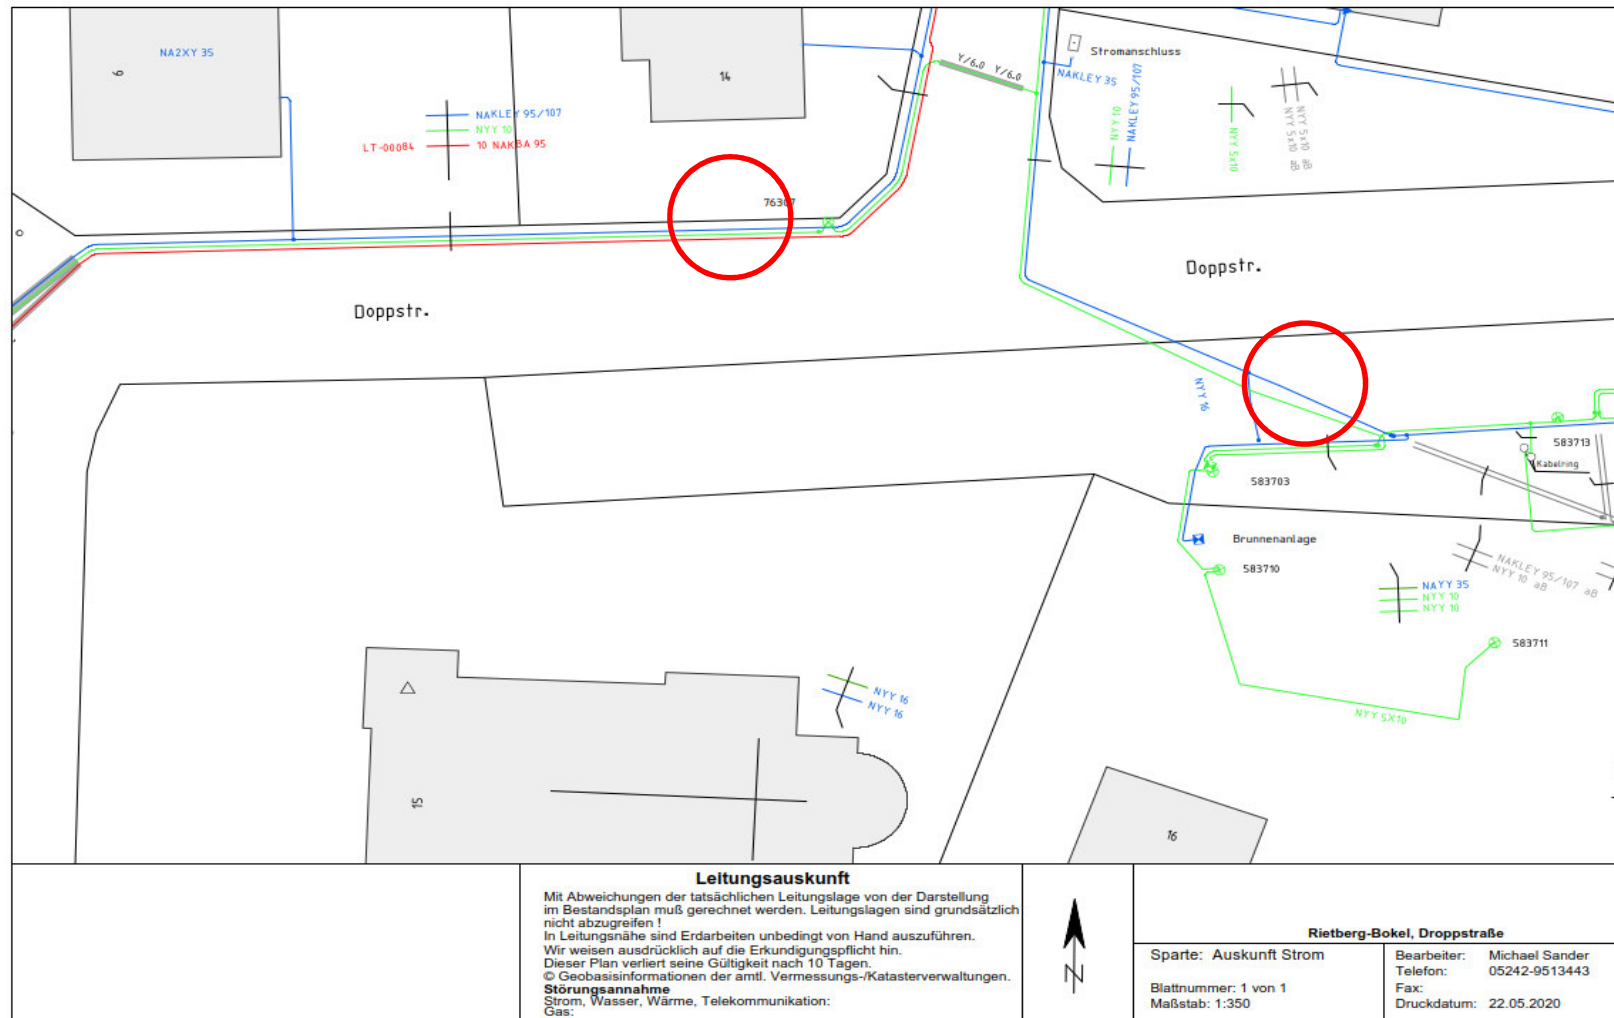 NA2XY 35
6
14
NAKLEY 95/107
NYY 10
LT-00084
10 NAKBA 95
76307
Y/6.0 Y/6.0
Stromanschluss
NAKLEY 35
NYY 10
NAKLEY 95/107
NYY 5x10
NYY 5x10 aB
NYY 5x10 aB
Doppstr.
Doppstr.
NYY 16
583713
Kabelring
583703
Brunnenanlage
583710
NAKLEY 95/107 aB
NYY 10 aB
NAYY 35
NYY 10
NYY 10
583711
NYY 5X10
NYY 16
NYY 16
15
16
Leitungsauskunft
Mit Abweichungen der tatsächlichen Leitungslage von der Darstellung
im Bestandsplan muß gerechnet werden. Leitungslagen sind grundsätzlich
nicht abzugreifen !
In Leitungsnähe sind Erdarbeiten unbedingt von Hand auszuführen.
Wir weisen ausdrücklich auf die Erkundigungspflicht hin.
Dieser Plan verliert seine Gültigkeit nach 10 Tagen.
© Geobasisinformationen der amtl. Vermessungs-/Katasterverwaltungen.
Störungsannahme
Strom, Wasser, Wärme, Telekommunikation:
Gas:
N
Rietberg-Bokel, Droppstraße
Sparte: Auskunft Strom
Blattnummer: 1 von 1
Maßstab: 1:350
Bearbeiter: Michael Sander
Telefon: 05242-9513443
Fax:
Druckdatum: 22.05.2020